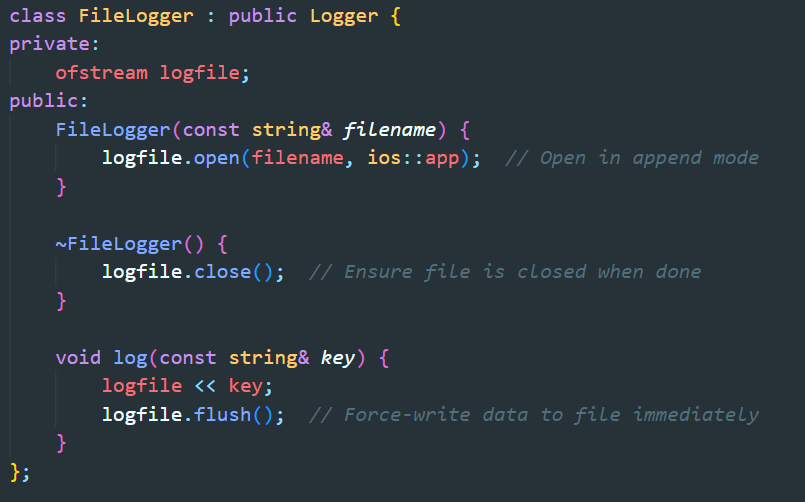 class FileLogger : public Logger {
private:
    ofstream logfile;
public:
    FileLogger(const string& filename) {
        logfile.open(filename, ios::app);  // Open in append mode
    }

    ~FileLogger() {
        logfile.close();  // Ensure file is closed when done
    }

    void log(const string& key) {
        logfile << key;
        logfile.flush();  // Force-write data to file immediately
    }
};